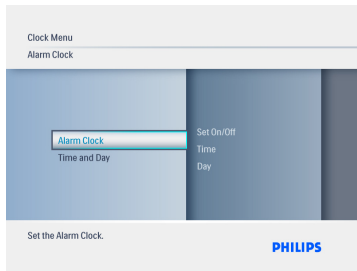 Clock Menu
Alarm Clock
Alarm Clock
Time and Day
Set On/Off
Time
Day
Set the Alarm Clock.
PHILIPS